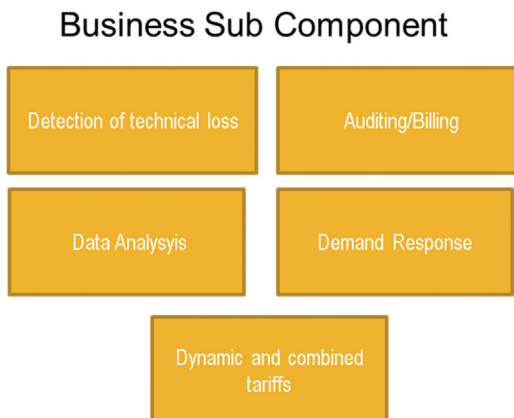 Business Sub Component
Detection of technical loss
Auditing/Billing
Data Analysyis
Demand Response
Dynamic and combined
tariffs